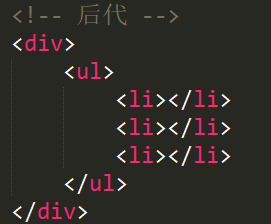 <!-- 后代 -->
<div>
    <ul>
        <li></li>
        <li></li>
        <li></li>
    </ul>
</div>